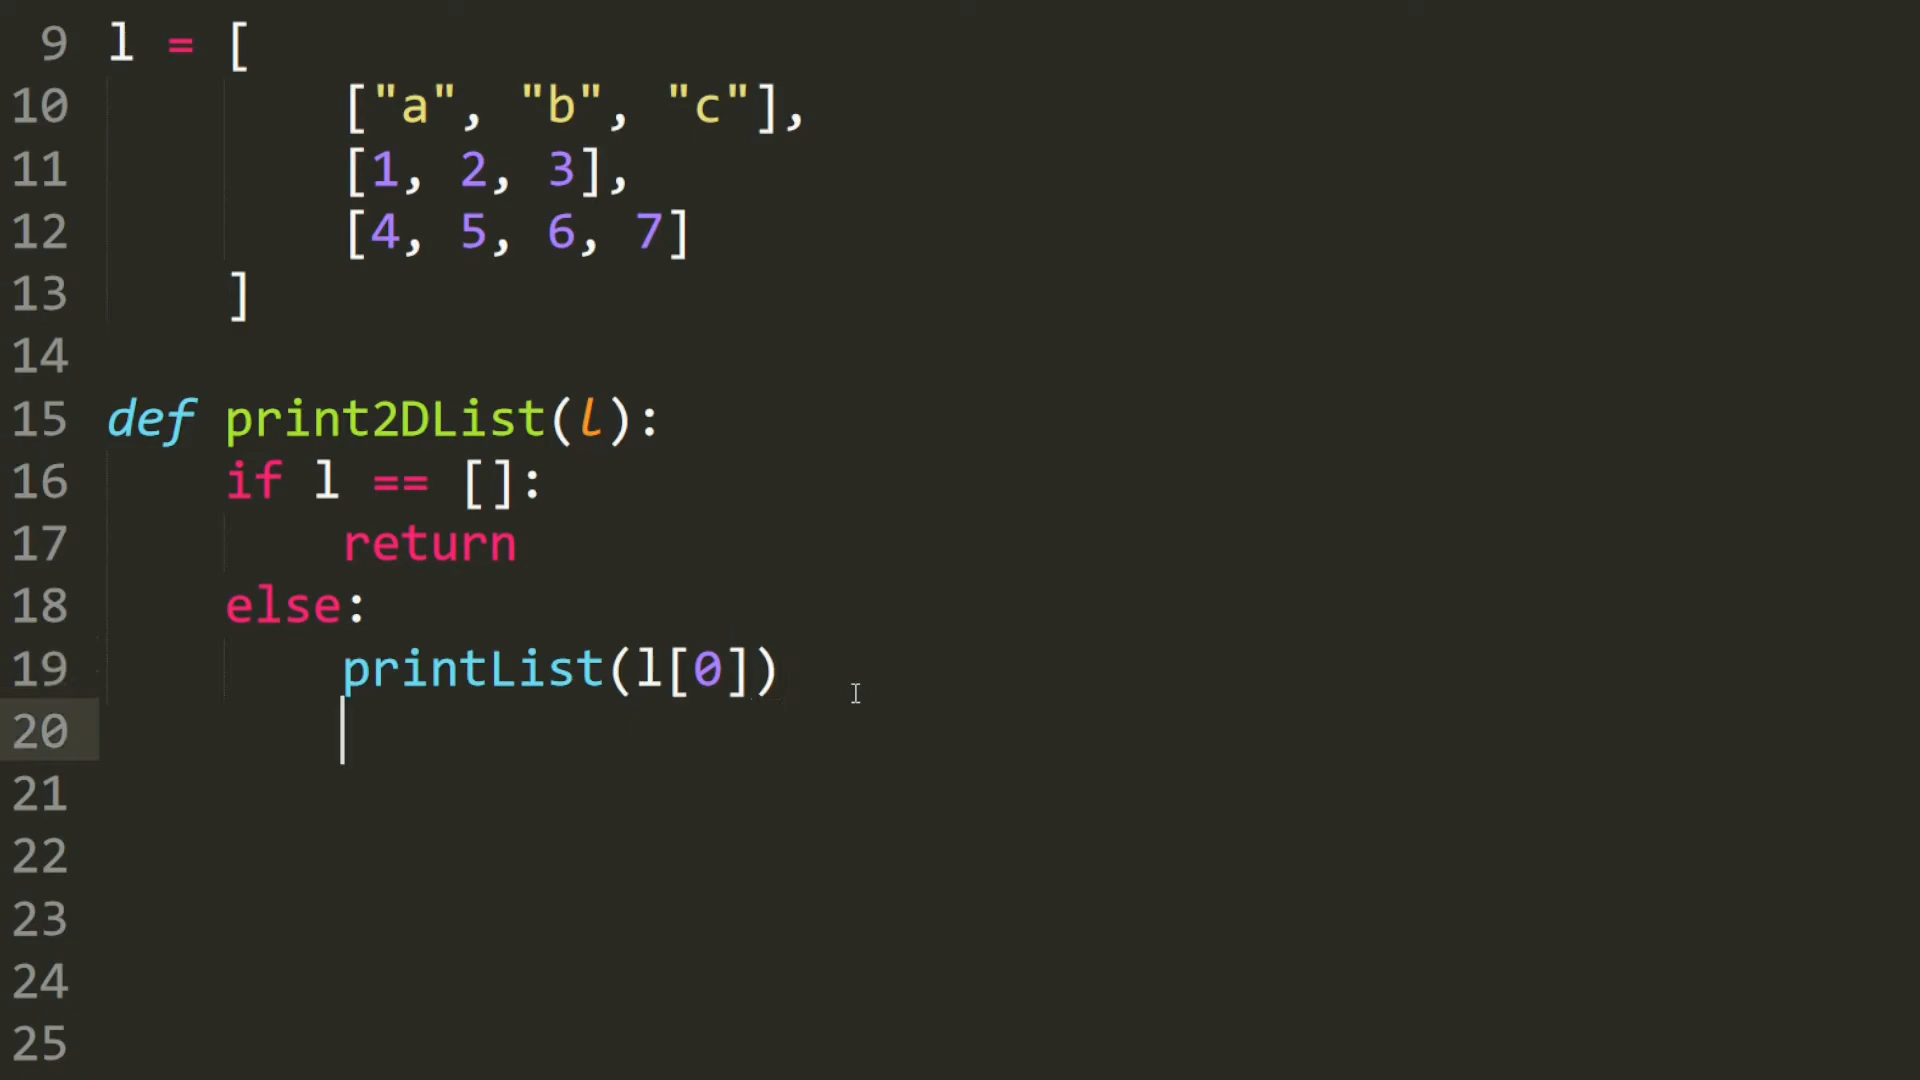 9 l = [
10 ["a", "b", "c"],
11 [1, 2, 3],
12 [4, 5, 6, 7]
13 ]
14
15 def print2DList(l):
16 if l == []:
17 return
18 else:
19 printList(l[0])
20
21
22
23
24
25